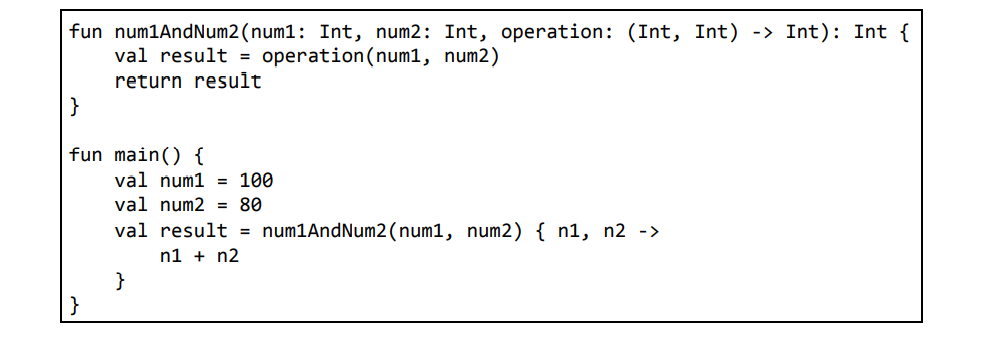 fun num1AndNum2(num1: Int, num2: Int, operation: (Int, Int) -> Int): Int {
    val result = operation(num1, num2)
    return result
}

fun main() {
    val num1 = 100
    val num2 = 80
    val result = num1AndNum2(num1, num2) { n1, n2 ->
        n1 + n2
    }
}